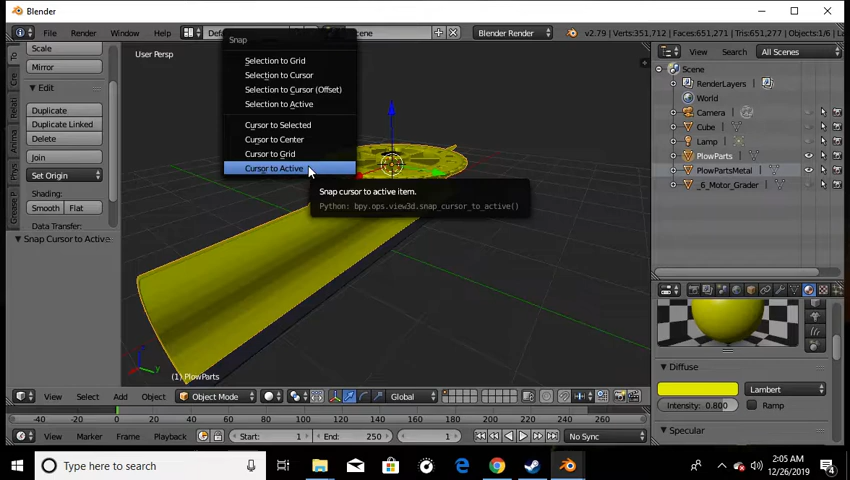 Blender
File
Window
Help
Defa
Scene
Blender Render
v2.79 | Verts:351,712 | Faces:651,271 | Tris:651,277 | Objects:1/6
Snap
Selection to Grid
Selection to Cursor
Selection to Cursor (Offset)
Selection to Active
Cursor to Selected
Cursor to Center
Cursor to Grid
Cursor to Active
Snap cursor to active item.
Python: bpy.ops.view3d.snap_cursor_to_active()
User Persp
(1) PlowParts
Scale
Mirror
Edit
Duplicate
Duplicate Linked
Delete
Join
Set Origin
Shading:
Smooth Flat
Data Transfer:
Snap Cursor to Active
To
Anima
Grease P
View Search All Scenes
Scene
RenderLayers
World
Camera
Cube
Lamp
PlowParts
PlowPartsMetal
_6_Motor_Grader
Diffuse
Lambert
Intensity: 0.800 Ramp
Specular
View Select Add Object Object Mode Global
-40 -20 0 20 40 60 80 100 120 140 160 180 200 220 240 260
View Marker Frame Playback Start: 1 End: 250 1 No Sync
Type here to search
2:05 AM
12/26/2019
4